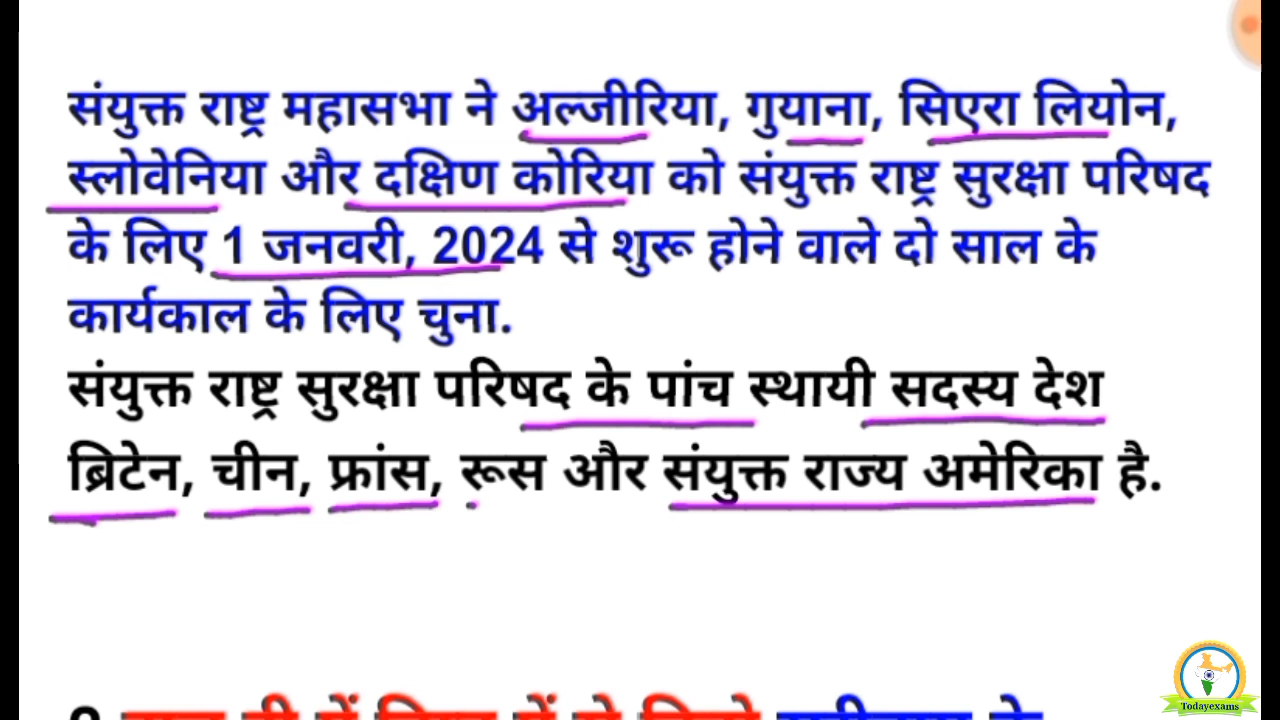 संयुक्त राष्ट्र महासभा ने अल्जीरिया, गुयाना, सिएरा लियोन,
स्लोवेनिया और दक्षिण कोरिया को संयुक्त राष्ट्र सुरक्षा परिषद
के लिए 1 जनवरी, 2024 से शुरू होने वाले दो साल के
कार्यकाल के लिए चुना.
संयुक्त राष्ट्र सुरक्षा परिषद के पांच स्थायी सदस्य देश
ब्रिटेन, चीन, फ्रांस, रूस और संयुक्त राज्य अमेरिका है.
Todayexams